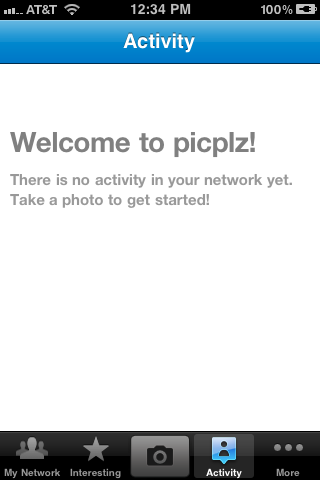 AT&T 12:34 PM 100%
Activity
Welcome to picplz!
There is no activity in your network yet.
Take a photo to get started!
My Network Interesting Activity More